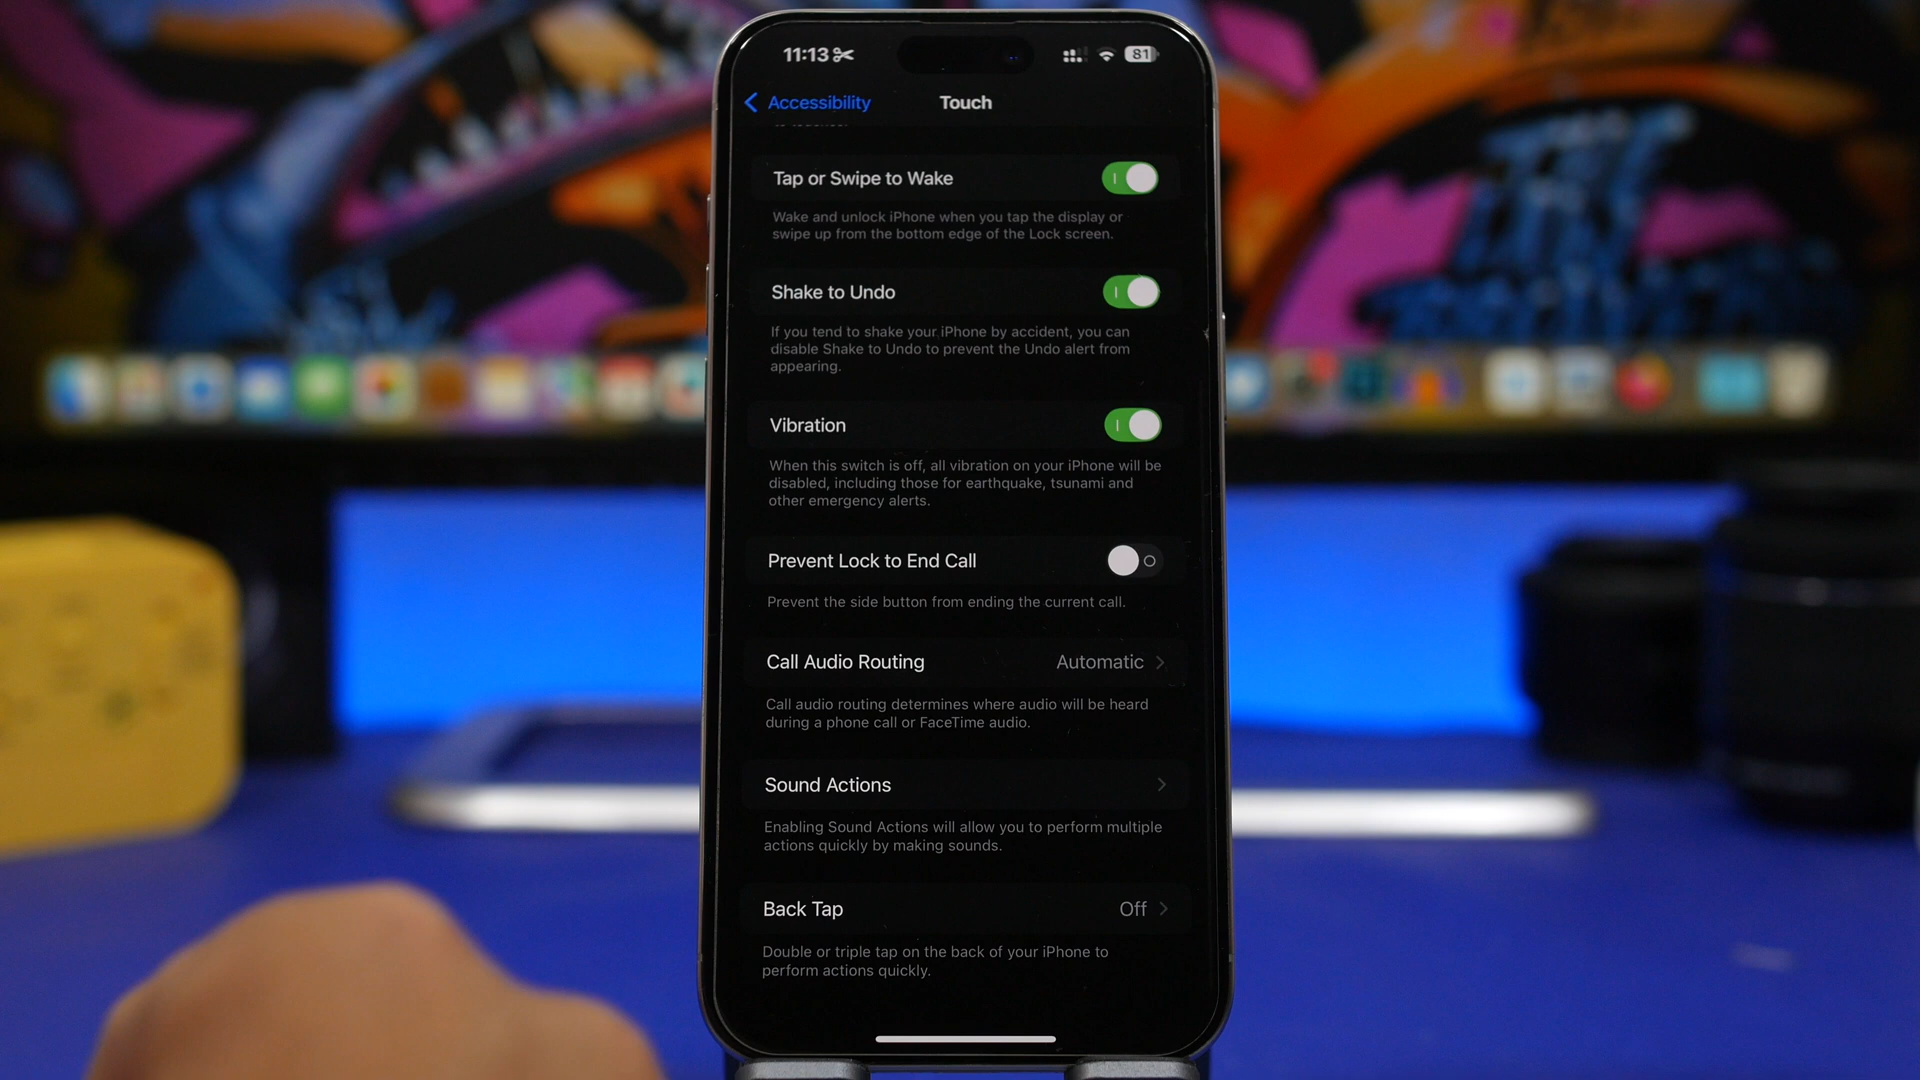 11:13
81
Accessibility
Touch
Tap or Swipe to Wake
Wake and unlock iPhone when you tap the display or
swipe up from the bottom edge of the Lock screen.
Shake to Undo
If you tend to shake your iPhone by accident, you can
disable Shake to Undo to prevent the Undo alert from
appearing.
Vibration
When this switch is off, all vibration on your iPhone will be
disabled, including those for earthquake, tsunami and
other emergency alerts.
Prevent Lock to End Call
Prevent the side button from ending the current call.
Call Audio Routing Automatic
Call audio routing determines where audio will be heard
during a phone call or FaceTime audio.
Sound Actions
Enabling Sound Actions will allow you to perform multiple
actions quickly by making sounds.
Back Tap Off
Double or triple tap on the back of your iPhone to
perform actions quickly.